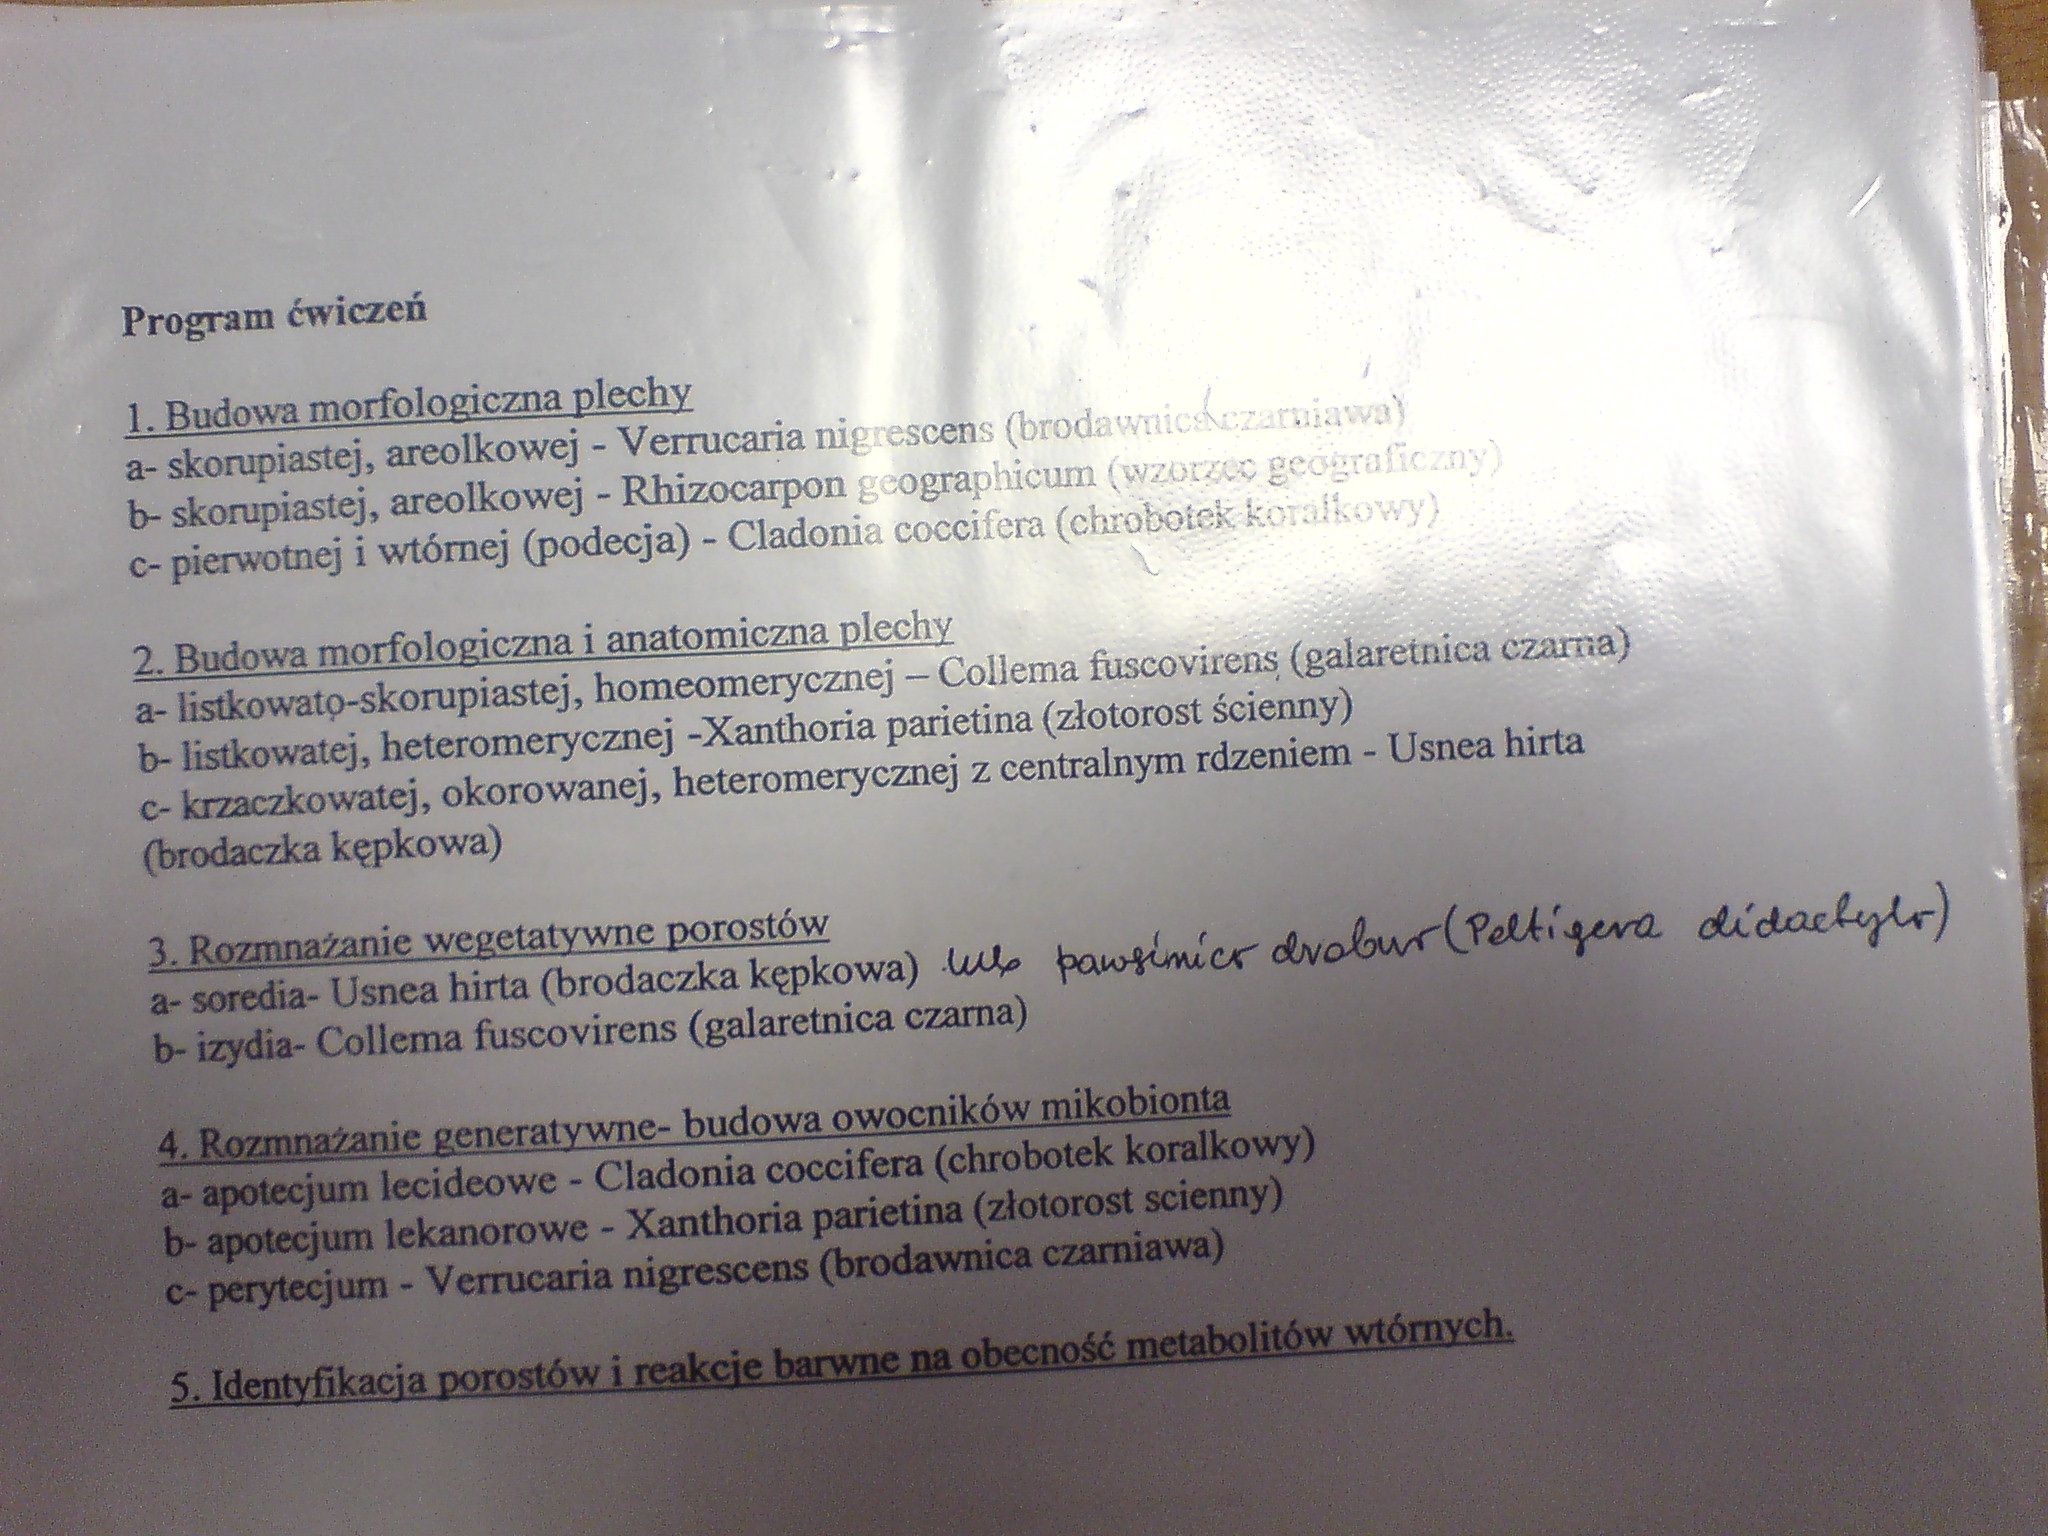 Program ćwiczeń
1. Budowa morfologiczna plechy
a- skorupiastej, areolkowej - Verrucaria nigrescens (brodawnica czarniawa)
b- skorupiastej, areolkowej - Rhizocarpon geographicum (wzorzec geograficzny)
c- pierwotnej i wtórnej (podecja) - Cladonia coccifera (chrobotek koralkowy)
2. Budowa morfologiczna i anatomiczna plechy
a- listkowato-skorupiastej, homeomerycznej – Collema fuscovirens (galaretnica czarna)
b- listkowatej, heteromerycznej -Xanthoria parietina (złotorost ścienny)
c- krzaczkowatej, okorowanej, heteromerycznej z centralnym rdzeniem - Usnea hirta
(brodaczka kępkowa)
3. Rozmnażanie wegetatywne porostów
a- soredia- Usnea hirta (brodaczka kępkowa) lub pawężnica drobna (Peltigera didactyla)
b- izydia- Collema fuscovirens (galaretnica czarna)
4. Rozmnażanie generatywne- budowa owocników mikobionta
a- apotecjum lecideowe - Cladonia coccifera (chrobotek koralkowy)
b- apotecjum lekanorowe - Xanthoria parietina (złotorost scienny)
c- perytecjum - Verrucaria nigrescens (brodawnica czarniawa)
5. Identyfikacja porostów i reakcje barwne na obecność metabolitów wtórnych.